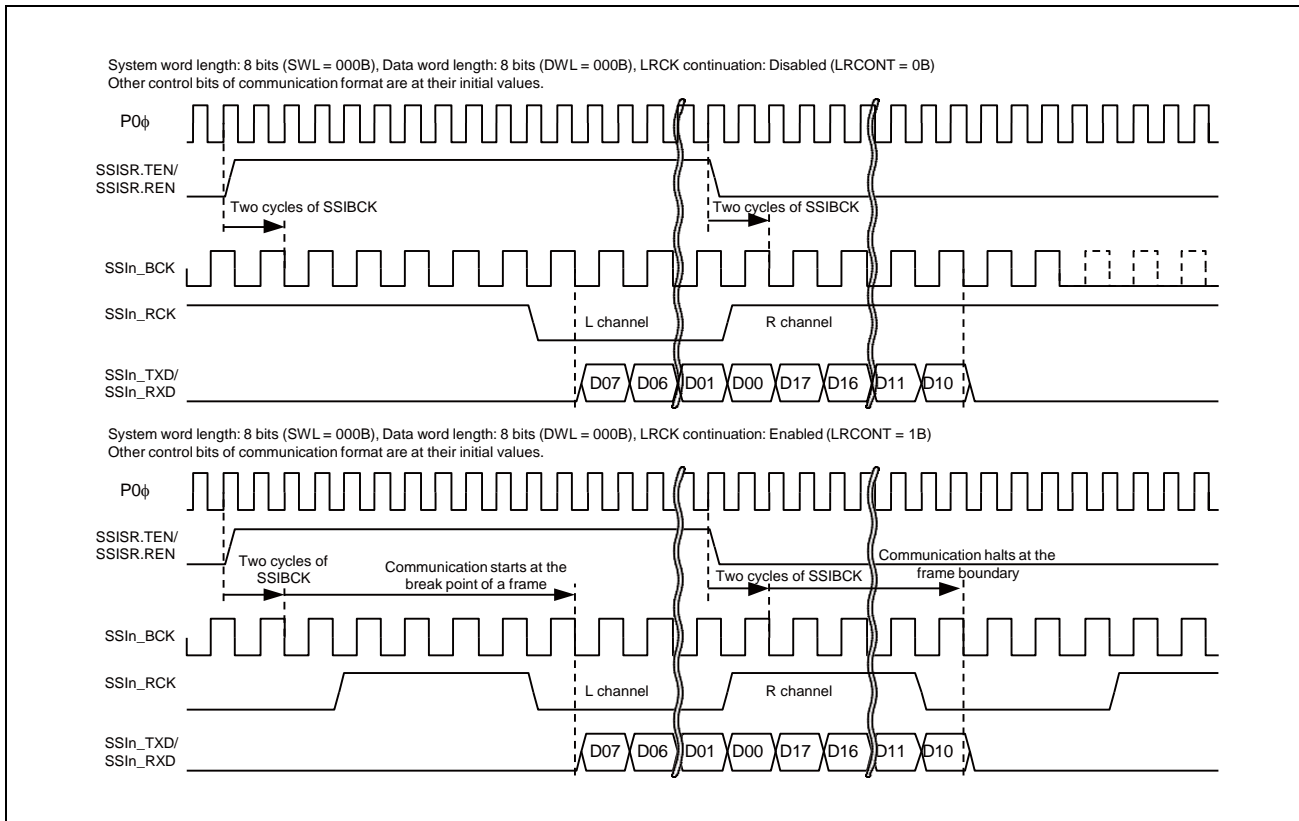 System word length: 8 bits (SWL = 000B), Data word length: 8 bits (DWL = 000B), LRCK continuation: Disabled (LRCONT = 0B)
Other control bits of communication format are at their initial values.
P0ϕ
SSISR.TEN/
SSISR.REN
Two cycles of SSIBCK
Two cycles of SSIBCK
SSIn_BCK
SSIn_RCK
L channel
R channel
SSIn_TXD/
SSIn_RXD
D07 D06 D01 D00 D17 D16 D11 D10
System word length: 8 bits (SWL = 000B), Data word length: 8 bits (DWL = 000B), LRCK continuation: Enabled (LRCONT = 1B)
Other control bits of communication format are at their initial values.
P0ϕ
SSISR.TEN/
SSISR.REN
Two cycles of
SSIBCK
Communication starts at the
break point of a frame
Two cycles of SSIBCK
Communication halts at the
frame boundary
SSIn_BCK
SSIn_RCK
L channel
R channel
SSIn_TXD/
SSIn_RXD
D07 D06 D01 D00 D17 D16 D11 D10